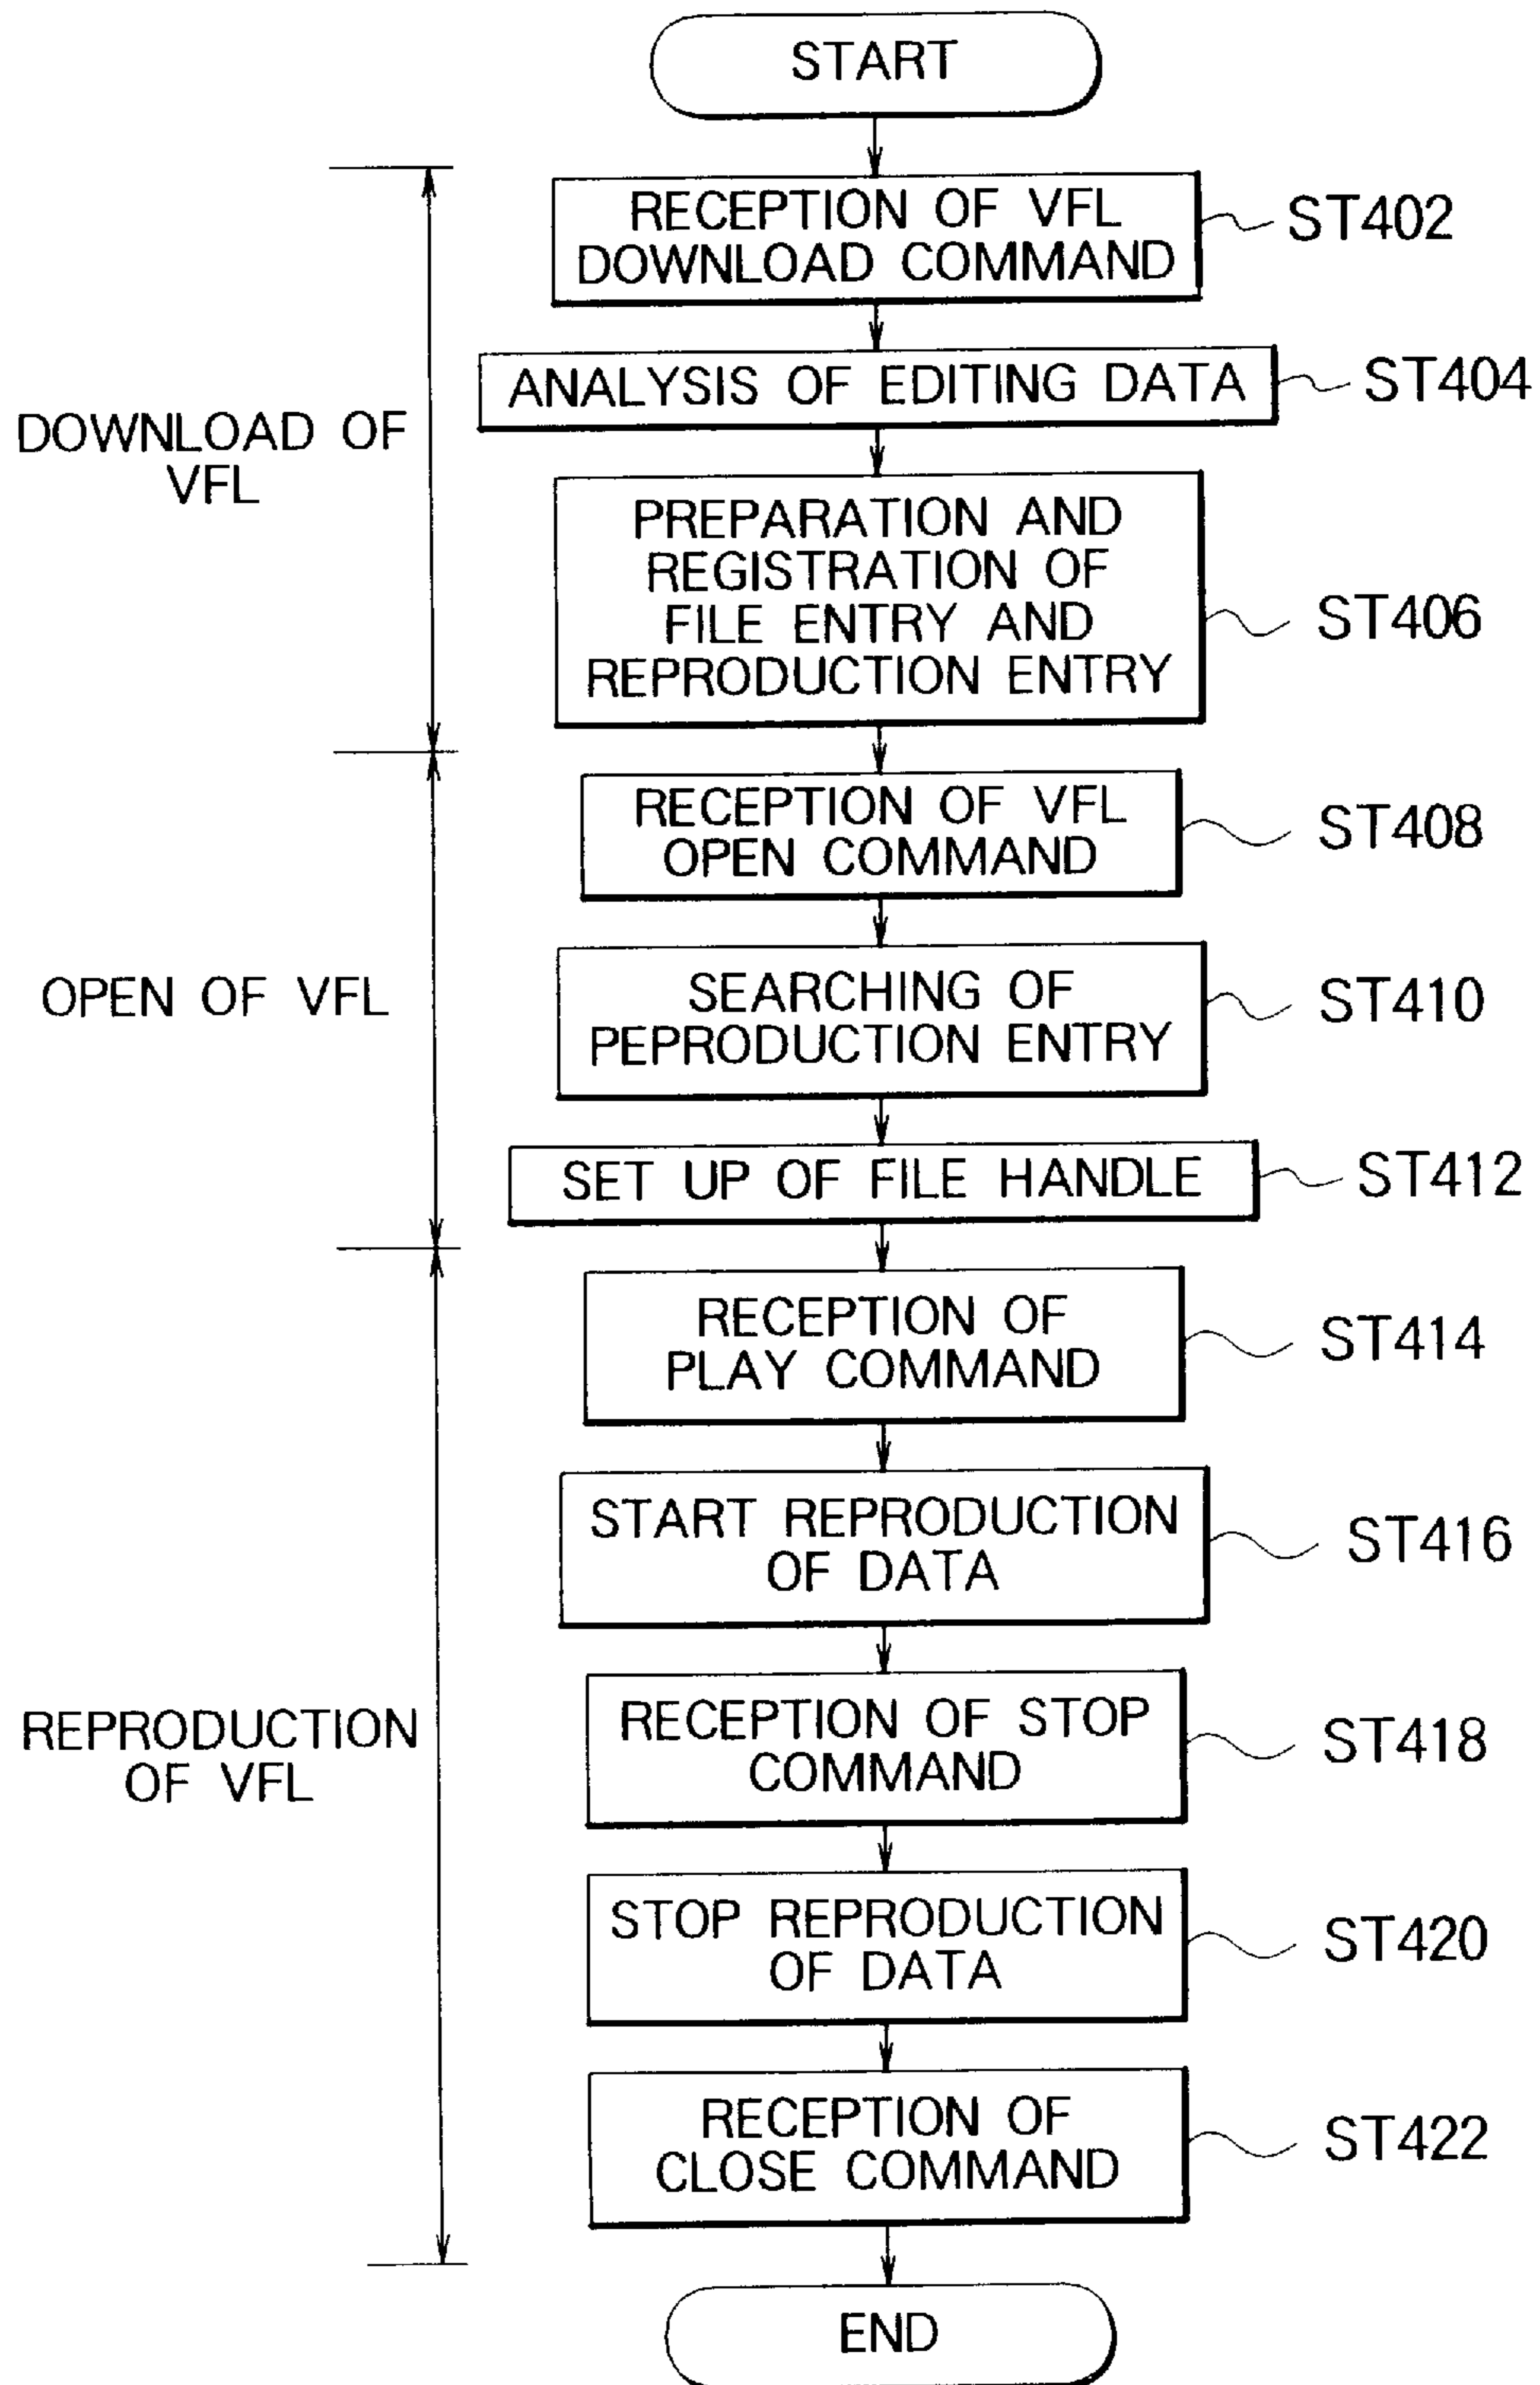 START
RECEPTION OF VFL
DOWNLOAD COMMAND
ST402
ANALYSIS OF EDITING DATA
ST404
DOWNLOAD OF
VFL
PREPARATION AND
REGISTRATION OF
FILE ENTRY AND
REPRODUCTION ENTRY
ST406
RECEPTION OF VFL
OPEN COMMAND
ST408
OPEN OF VFL
SEARCHING OF
PEPRODUCTION ENTRY
ST410
SET UP OF FILE HANDLE
ST412
RECEPTION OF
PLAY COMMAND
ST414
START REPRODUCTION
OF DATA
ST416
REPRODUCTION
OF VFL
RECEPTION OF STOP
COMMAND
ST418
STOP REPRODUCTION
OF DATA
ST420
RECEPTION OF
CLOSE COMMAND
ST422
END